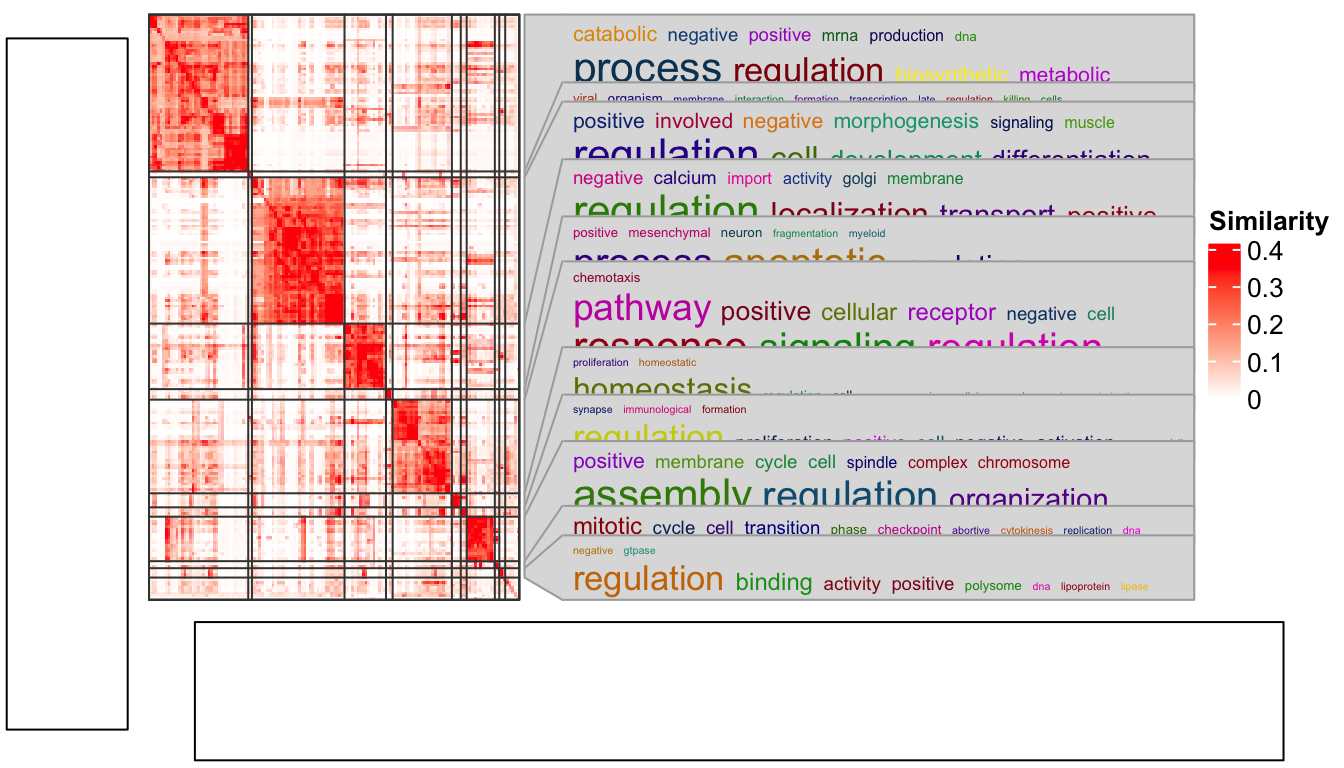 catabolic negative positive mrna production dna
process regulation biosynthetic metabolic
viral organism membrane interaction formation transcription late regulation killing cells
positive involved negative morphogenesis signaling muscle
regulation cell development differentiation
negative calcium import activity golgi membrane
regulation localization transport positive
positive mesenchymal neuron fragmentation myeloid
process apoptotic
chemotaxis
pathway positive cellular receptor negative cell
response signaling regulation
proliferation homeostatic
homeostasis regulation cell
synapse immunological formation
regulation proliferation positive cell negative activation
positive membrane cycle cell spindle complex chromosome
assembly regulation organization
mitotic cycle cell transition phase checkpoint abortive cytokinesis replication dna
negative gtpase
regulation binding activity positive polysome dna lipoprotein lipase
Similarity
0.4
0.3
0.2
0.1
0